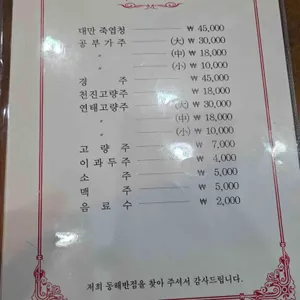 대만 죽엽청 ₩ 45,000
공부가주 (大) ₩ 30,000
〃 (中) ₩ 18,000
〃 (小) ₩ 10,000
경 주 ₩ 45,000
천진고량주 ₩ 18,000
연태고량주 (大) ₩ 30,000
〃 (中) ₩ 18,000
〃 (小) ₩ 10,000
고 량 주 ₩ 7,000
이 과 두 주 ₩ 4,000
소 주 ₩ 5,000
맥 주 ₩ 5,000
음 료 수 ₩ 2,000
저희 동해반점을 찾아 주셔서 감사드립니다.